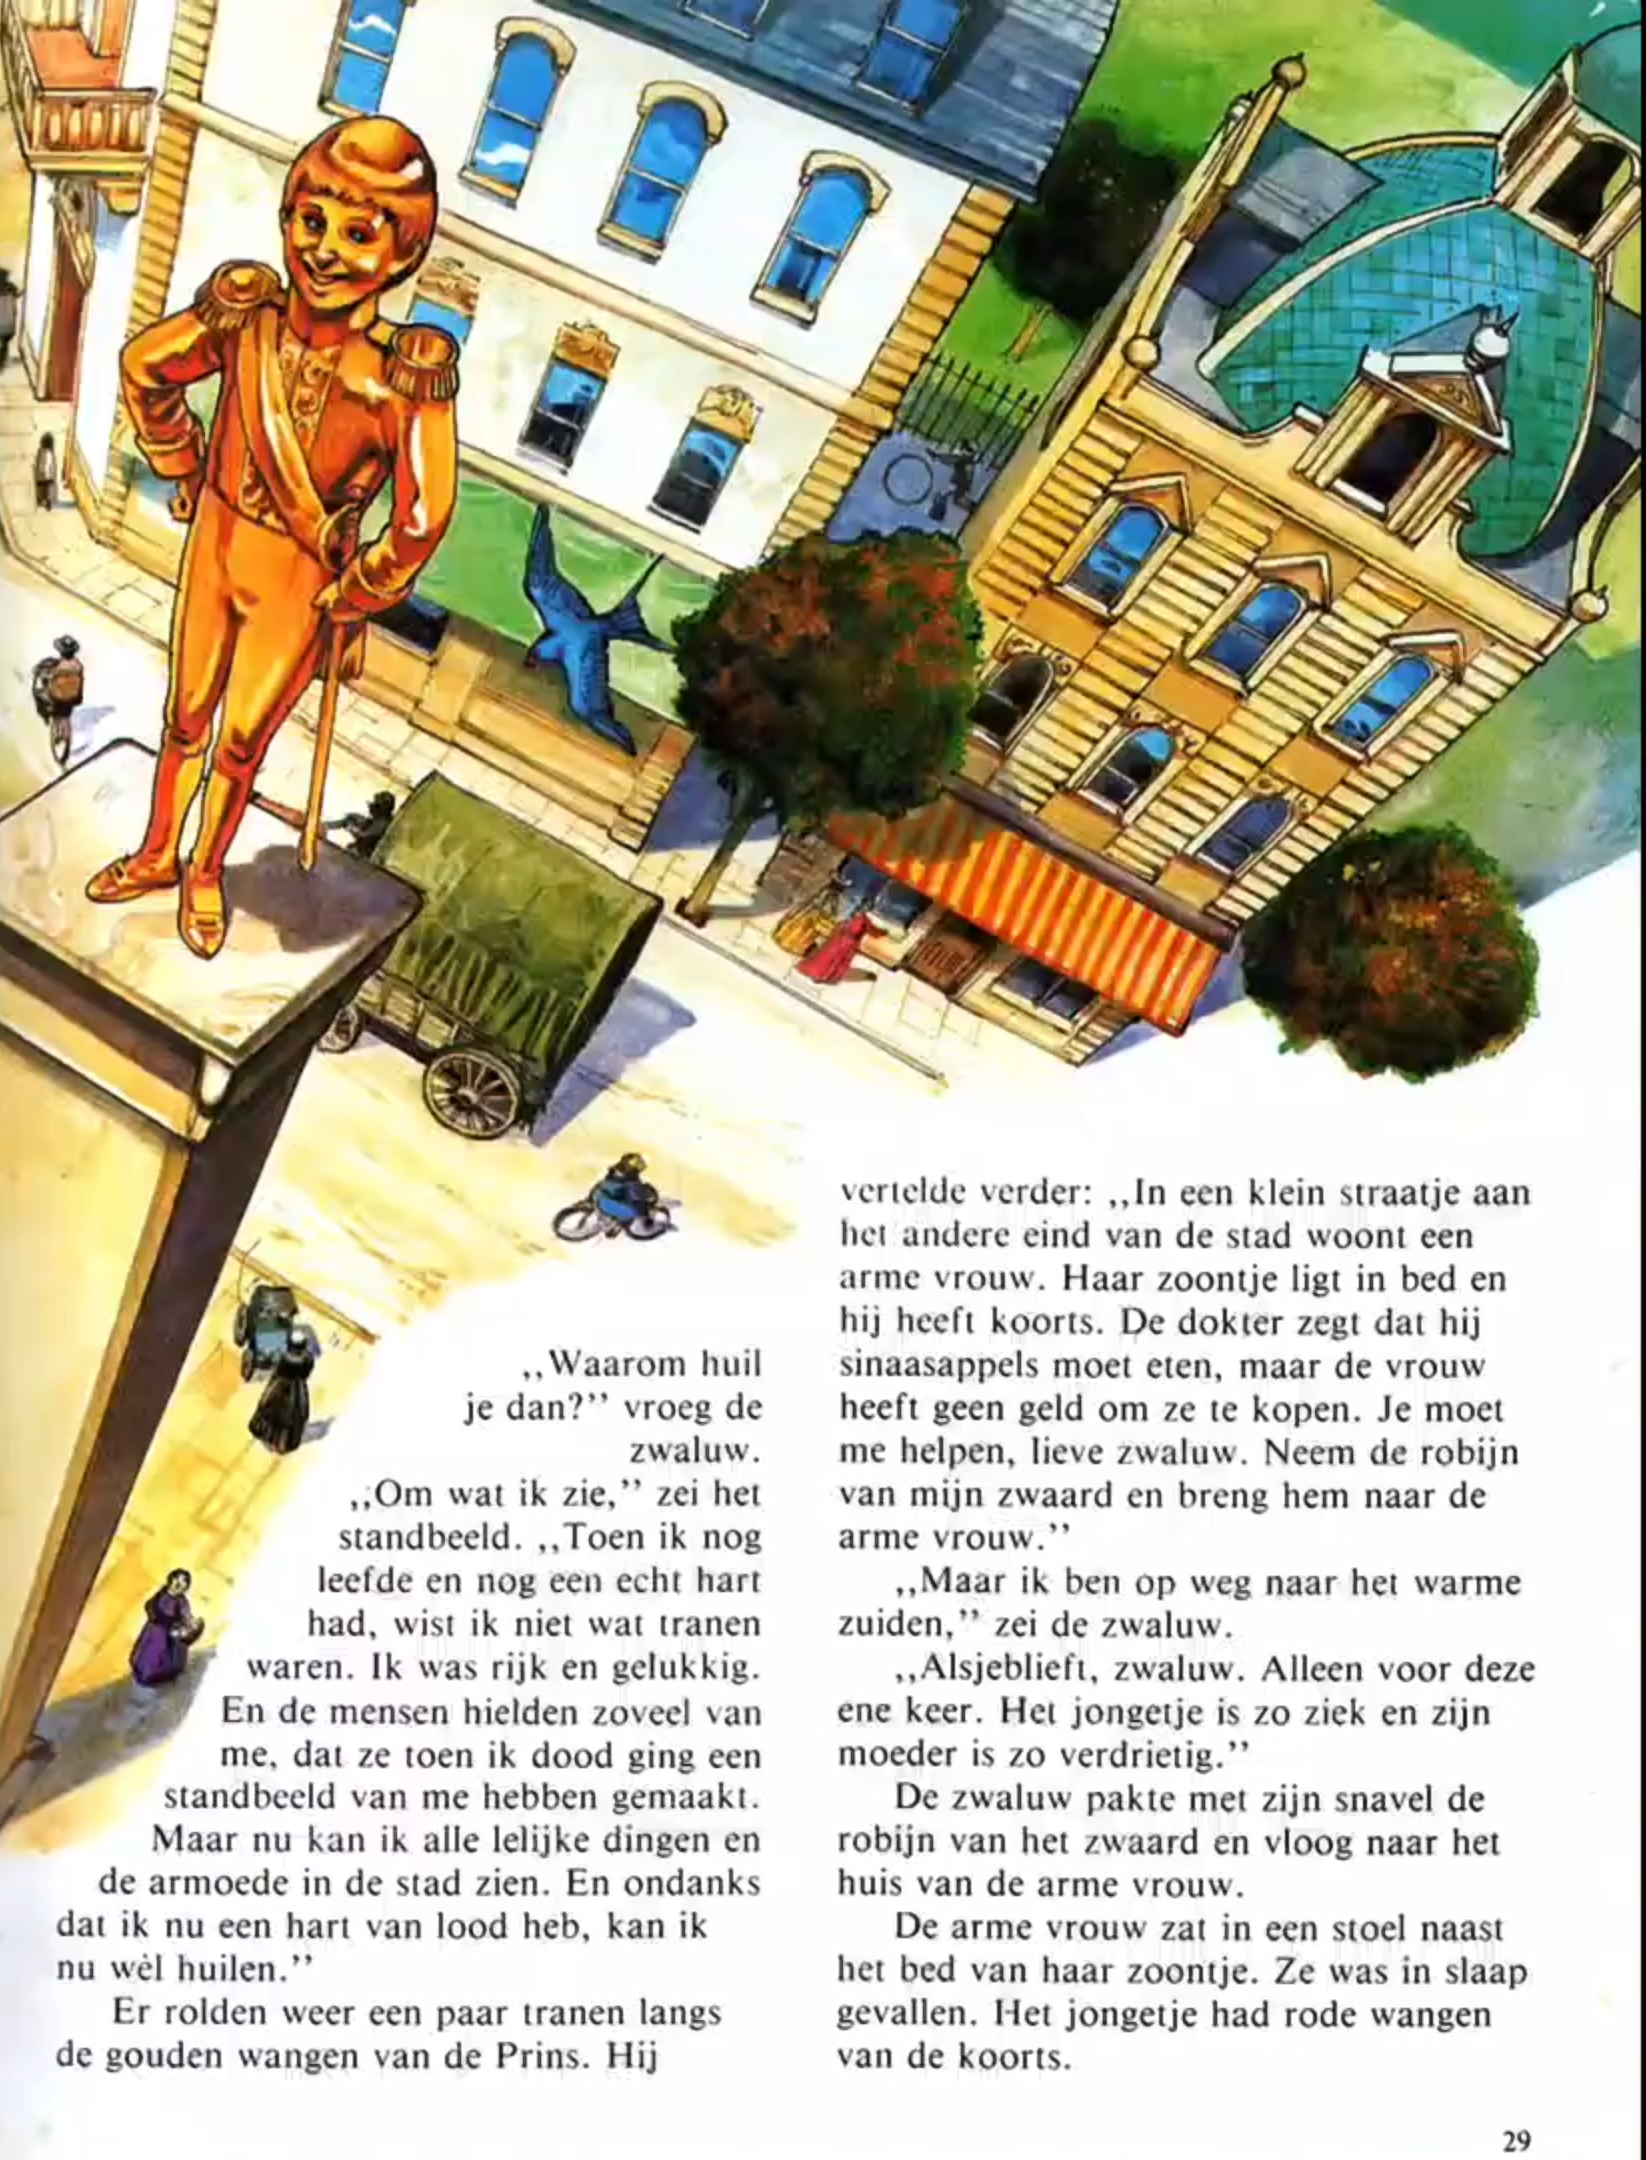 ,,Waarom huil
je dan?’’ vroeg de
zwaluw.
,,Om wat ik zie,’’ zei het
standbeeld. ,,Toen ik nog
leefde en nog een echt hart
had, wist ik niet wat tranen
waren. Ik was rijk en gelukkig.
En de mensen hielden zoveel van
me, dat ze toen ik dood ging een
standbeeld van me hebben gemaakt.
Maar nu kan ik alle lelijke dingen en
de armoede in de stad zien. En ondanks
dat ik nu een hart van lood heb, kan ik
nu wèl huilen.’’
Er rolden weer een paar tranen langs
de gouden wangen van de Prins. Hij
vertelde verder: ,,In een klein straatje aan
het andere eind van de stad woont een
arme vrouw. Haar zoontje ligt in bed en
hij heeft koorts. De dokter zegt dat hij
sinaasappels moet eten, maar de vrouw
heeft geen geld om ze te kopen. Je moet
me helpen, lieve zwaluw. Neem de robijn
van mijn zwaard en breng hem naar de
arme vrouw.’’
,,Maar ik ben op weg naar het warme
zuiden,’’ zei de zwaluw.
,,Alsjeblieft, zwaluw. Alleen voor deze
ene keer. Het jongetje is zo ziek en zijn
moeder is zo verdrietig.’’
De zwaluw pakte met zijn snavel de
robijn van het zwaard en vloog naar het
huis van de arme vrouw.
De arme vrouw zat in een stoel naast
het bed van haar zoontje. Ze was in slaap
gevallen. Het jongetje had rode wangen
van de koorts.
29